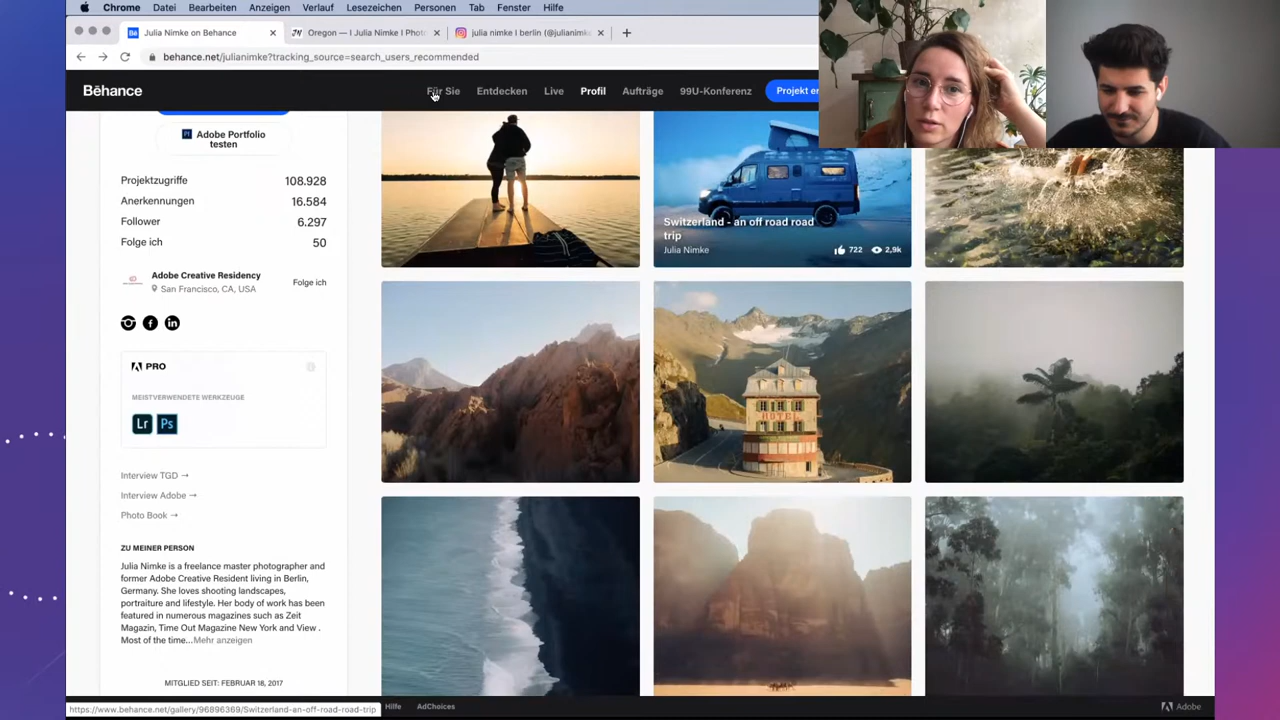 Chrome Datei Bearbeiten Anzeigen Verlauf Lesezeichen Personen Tab Fenster Hilfe
Julia Nimke on Behance
Oregon — I Julia Nimke I Phot
julia nimke I berlin (@julianimk
behance.net/julianimke?tracking_source=search_users_recommended
Bēhance
Für Sie Entdecken Live Profil Aufträge 99U-Konferenz Projekt er
Adobe Portfolio
testen
Projektzugriffe 108.928
Anerkennungen 16.584
Follower 6.297
Folge ich 50
Adobe Creative Residency
San Francisco, CA, USA
Folge ich
PRO
MEISTVERWENDETE WERKZEUGE
Lr Ps
Interview TGD →
Interview Adobe →
Photo Book →
ZU MEINER PERSON
Julia Nimke is a freelance master photographer and
former Adobe Creative Resident living in Berlin,
Germany. She loves shooting landscapes,
portraiture and lifestyle. Her body of work has been
featured in numerous magazines such as Zeit
Magazin, Time Out Magazine New York and View .
Most of the time...Mehr anzeigen
MITGLIED SEIT: FEBRUAR 18, 2017
Switzerland - an off road road
trip
Julia Nimke
722 2,9k
HOTEL
https://www.behance.net/gallery/96896369/Switzerland-an-off-road-road-trip
Hilfe AdChoices
Adobe